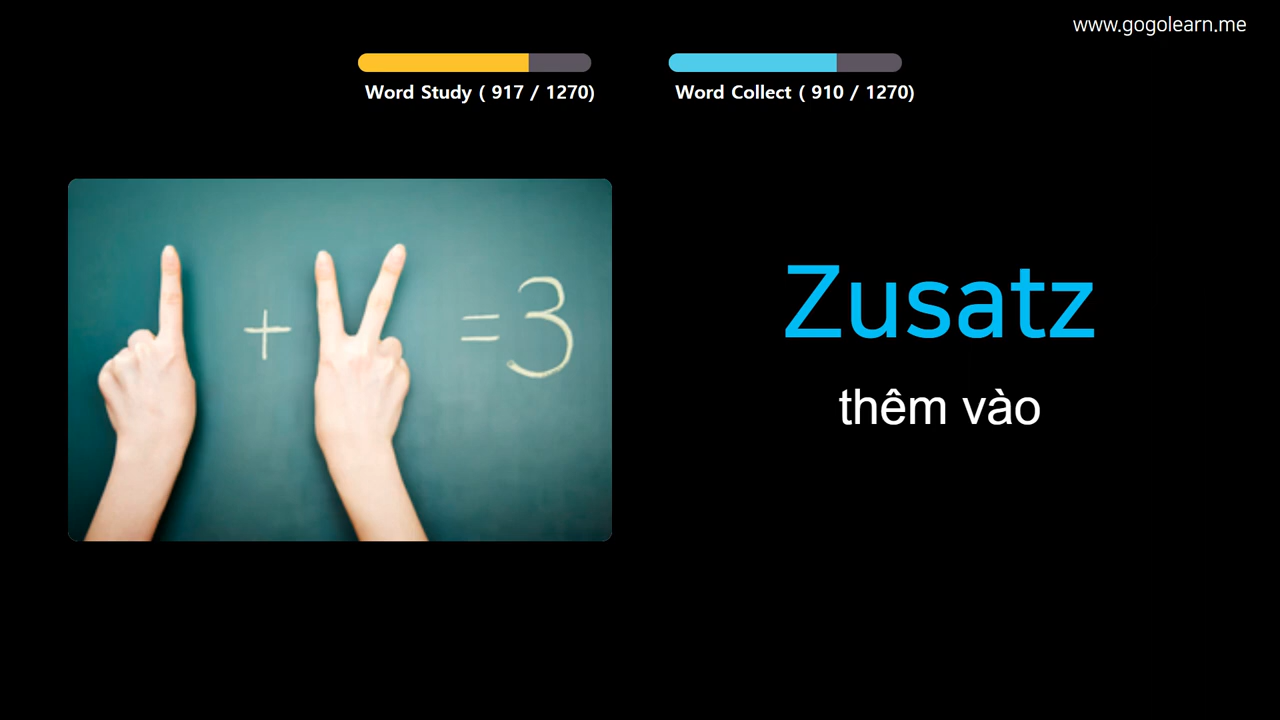 www.gogolearn.me
Word Study ( 917 / 1270)
Word Collect ( 910 / 1270)
+ =3
Zusatz
thêm vào